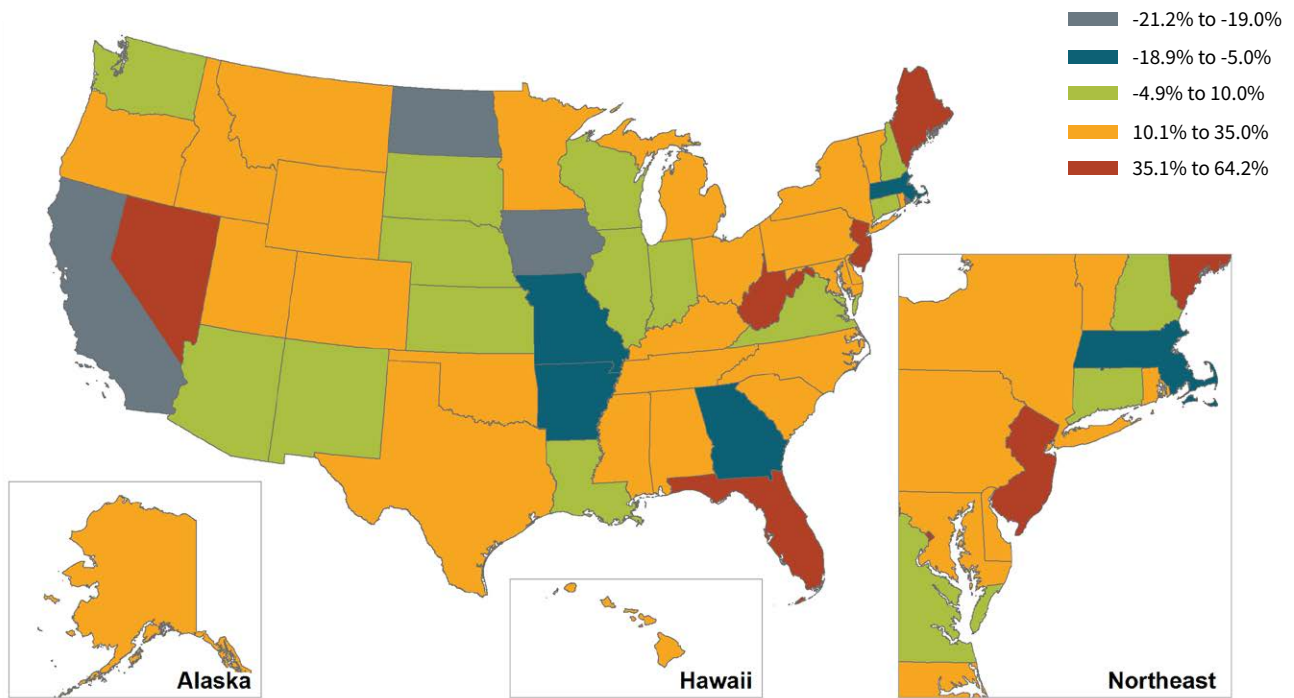 -21.2% to -19.0%
-18.9% to -5.0%
-4.9% to 10.0%
10.1% to 35.0%
35.1% to 64.2%
Alaska
Hawaii
Northeast